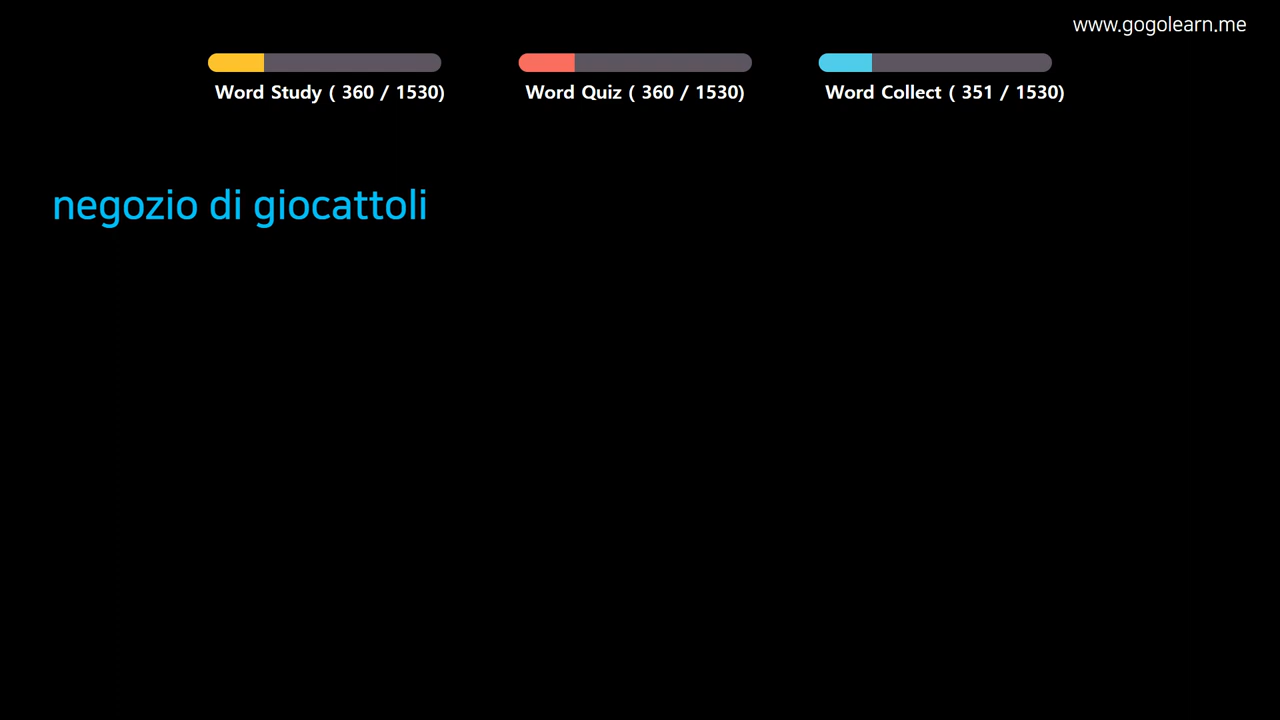 www.gogolearn.me
Word Study ( 360 / 1530)
Word Quiz ( 360 / 1530)
Word Collect ( 351 / 1530)
negozio di giocattoli